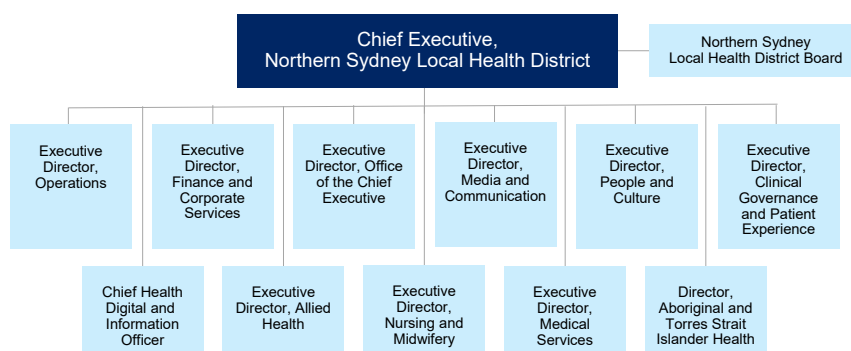 Chief Executive,
Northern Sydney Local Health District
Northern Sydney
Local Health District Board
Executive
Director,
Operations
Executive
Director,
Finance and
Corporate
Services
Executive
Director, Office
of the Chief
Executive
Executive
Director,
Media and
Communication
Executive
Director,
People and
Culture
Executive
Director,
Clinical
Governance
and Patient
Experience
Chief Health
Digital and
Information
Officer
Executive
Director, Allied
Health
Executive
Director,
Nursing and
Midwifery
Executive
Director,
Medical
Services
Director,
Aboriginal and
Torres Strait
Islander Health